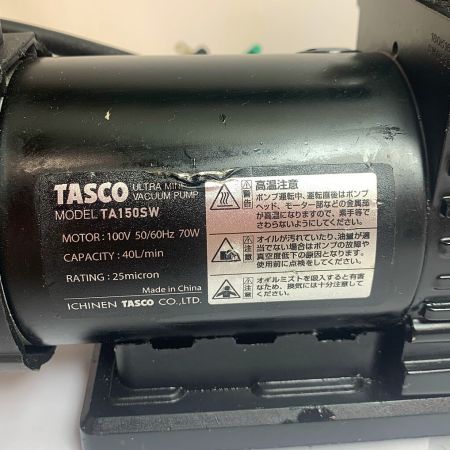 TASCO ULTRA MINI
VACUUM PUMP
MODEL TA150SW
MOTOR: 100V 50/60Hz 70W
CAPACITY: 40L/min
RATING: 25micron
Made in China
ICHINEN TASCO CO.,LTD.
高温注意
ポンプ運転中、運転直後はポンプ
ヘッド、モーター部などの金属部
が高温になりますので、素手等で
さわらないようにしてください。
オイルが汚れていたり、油量が適
当でない場合はポンプの故障や
真空度低下の原因となります。
使用前に点検してください。
オイルミストを吸入すると有害
なため、換気には十分注意して
ください。